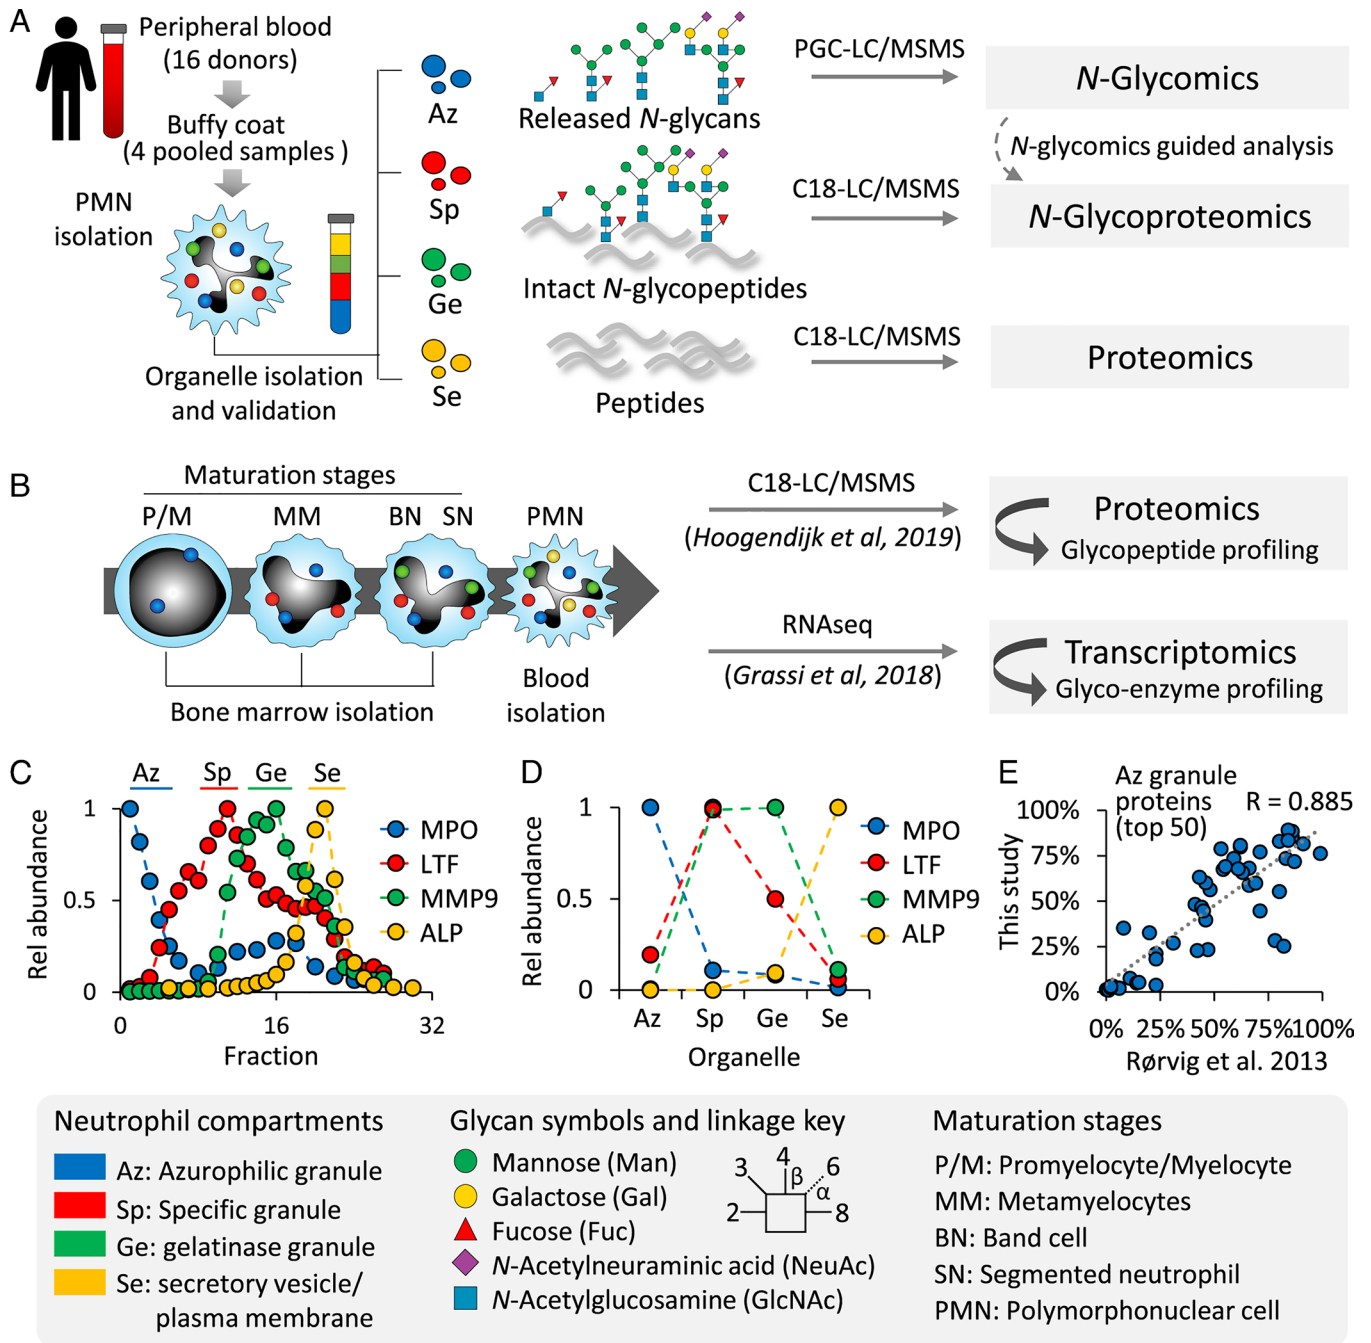 A
Peripheral blood
(16 donors)
Buffy coat
(4 pooled samples )
PMN
isolation
Organelle isolation
and validation
Az
Sp
Ge
Se
Released N-glycans
Intact N-glycopeptides
Peptides
PGC-LC/MSMS
C18-LC/MSMS
C18-LC/MSMS
N-Glycomics
N-glycomics guided analysis
N-Glycoproteomics
Proteomics
B
Maturation stages
P/M
MM
BN
SN
PMN
Bone marrow isolation
Blood
isolation
C18-LC/MSMS
(Hoogendijk et al, 2019)
RNAseq
(Grassi et al, 2018)
Proteomics
Glycopeptide profiling
Transcriptomics
Glyco-enzyme profiling
C
Az
Sp
Ge
Se
Rel abundance
1
0.5
0
0
16
32
Fraction
MPO
LTF
MMP9
ALP
D
Rel abundance
1
0.5
0
Az
Sp
Ge
Se
Organelle
MPO
LTF
MMP9
ALP
E
Az granule
proteins
(top 50)
R = 0.885
This study
100%
75%
50%
25%
0%
0%
25%
50%
75%
100%
Rørvig et al. 2013
Neutrophil compartments
Az: Azurophilic granule
Sp: Specific granule
Ge: gelatinase granule
Se: secretory vesicle/
plasma membrane
Glycan symbols and linkage key
Mannose (Man)
Galactose (Gal)
Fucose (Fuc)
N-Acetylneuraminic acid (NeuAc)
N-Acetylglucosamine (GlcNAc)
4
3
6
β
α
2
8
Maturation stages
P/M: Promyelocyte/Myelocyte
MM: Metamyelocytes
BN: Band cell
SN: Segmented neutrophil
PMN: Polymorphonuclear cell